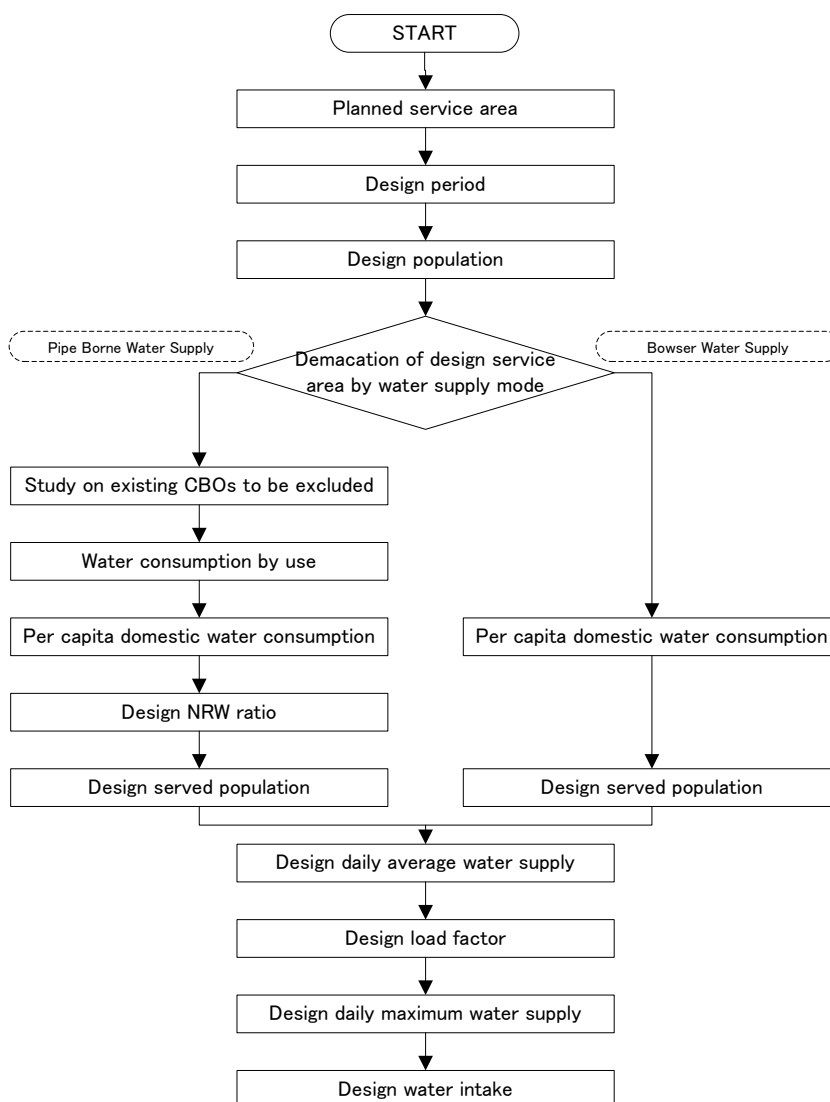 START
Planned service area
Design period
Design population
Pipe Borne Water Supply
Bowser Water Supply
Demacation of design service
area by water supply mode
Study on existing CBOs to be excluded
Water consumption by use
Per capita domestic water consumption
Per capita domestic water consumption
Design NRW ratio
Design served population
Design served population
Design daily average water supply
Design load factor
Design daily maximum water supply
Design water intake